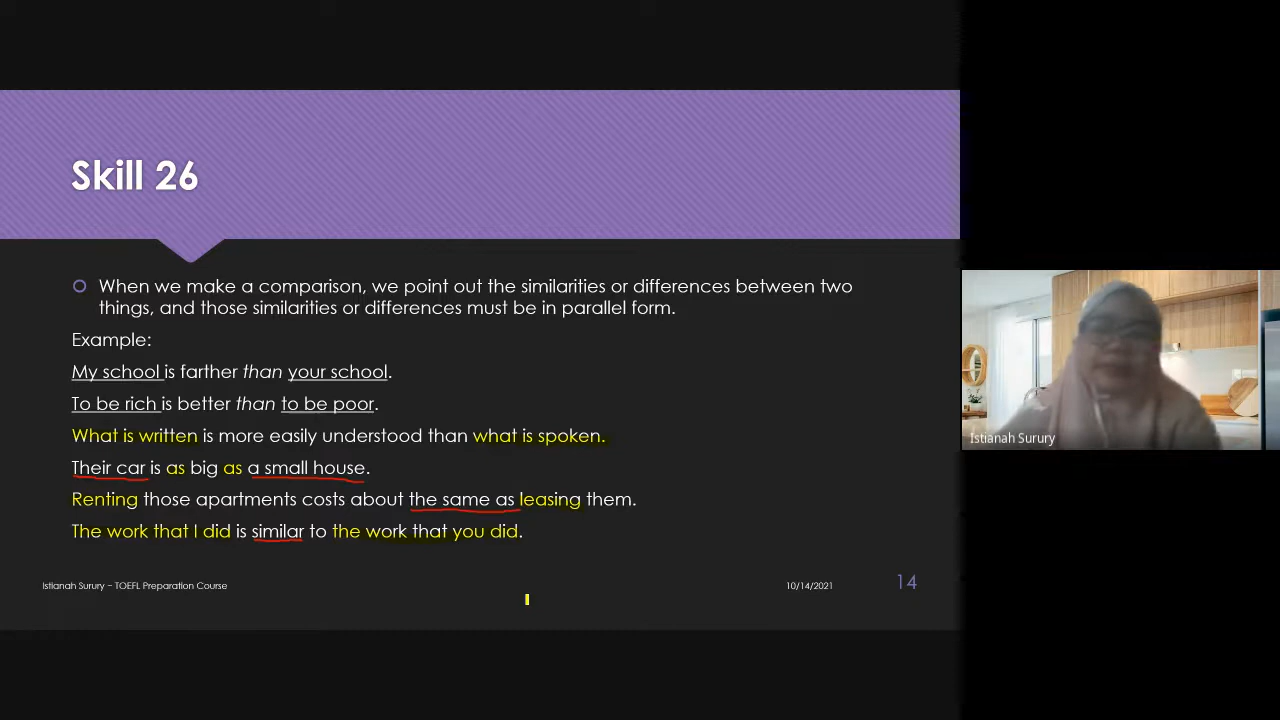 Skill 26
When we make a comparison, we point out the similarities or differences between two
things, and those similarities or differences must be in parallel form.
Example:
My school is farther than your school.
To be rich is better than to be poor.
What is written is more easily understood than what is spoken.
Their car is as big as a small house.
Renting those apartments costs about the same as leasing them.
The work that I did is similar to the work that you did.
Istianah Surury – TOEFL Preparation Course
10/14/2021
14
Istianah Surury